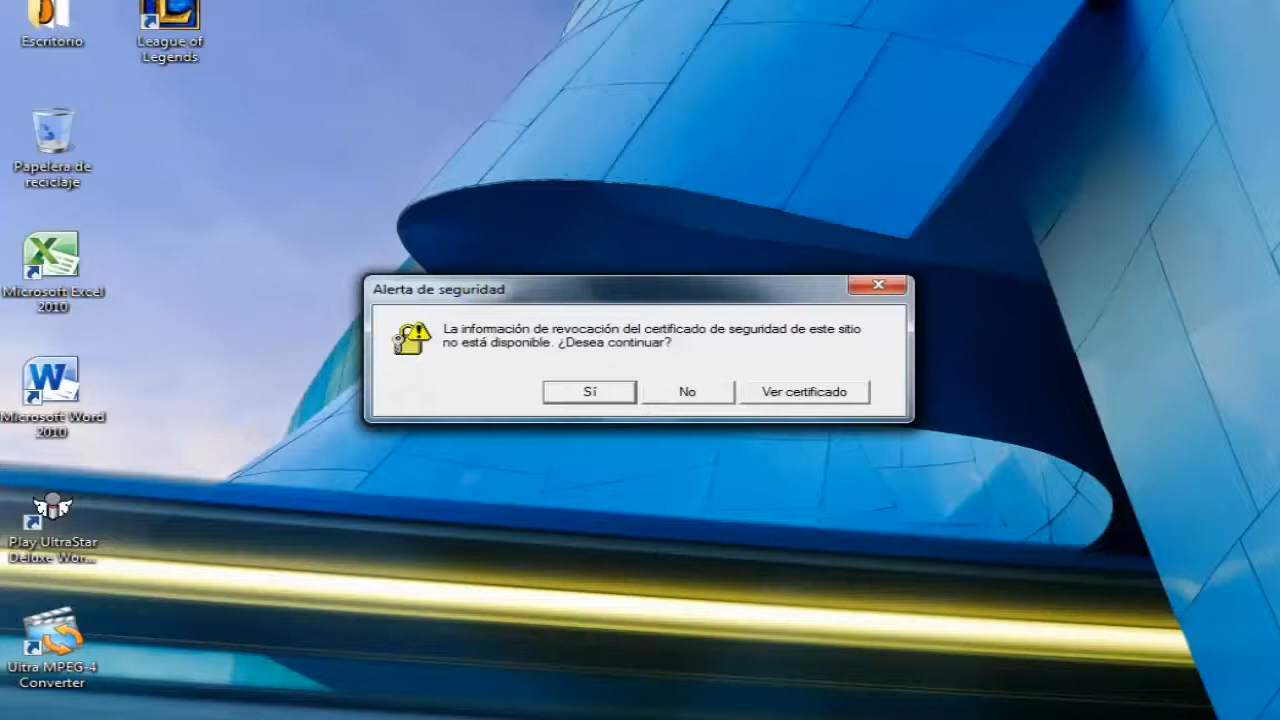 Escritorio
League of
Legends
Papelera de
reciclaje
Microsoft Excel
2010
Microsoft Word
2010
Play UltraStar
Deluxe Wor...
Ultra MPEG-4
Converter
Alerta de seguridad
La información de revocación del certificado de seguridad de este sitio
no está disponible. ¿Desea continuar?
Sí
No
Ver certificado